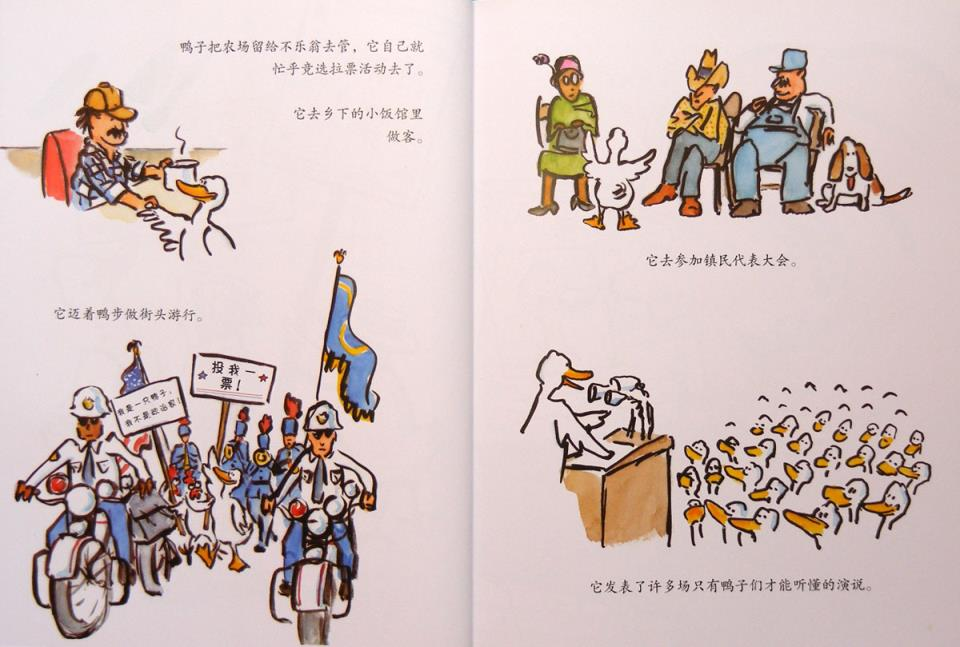 鸭子把农场留给不乐翁去管，它自己就
忙乎竞选拉票活动去了。
它去乡下的小饭馆里
做客。
它迈着鸭步做街头游行。
我是一只鸭子，
我不是政治家！
投我一
票！
它去参加镇民代表大会。
它发表了许多场只有鸭子们才能听懂的演说。